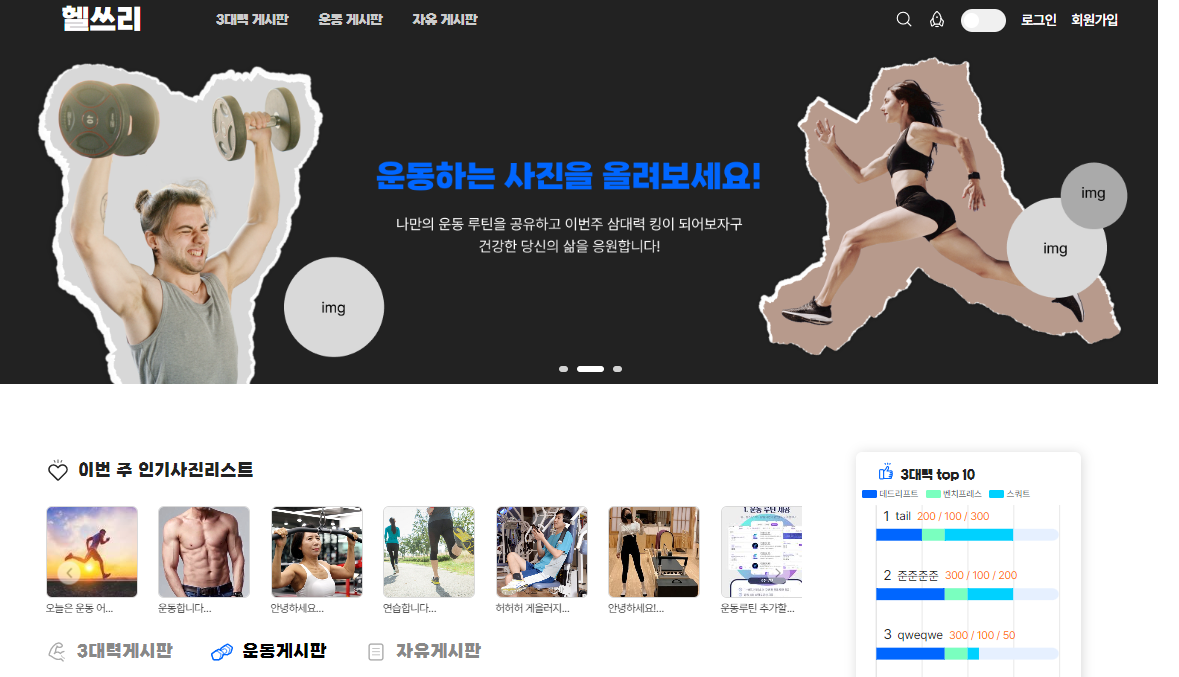 헬쓰리
3대력 게시판 운동 게시판 자유 게시판
로그인 회원가입
운동하는 사진을 올려보세요!
나만의 운동 루틴을 공유하고 이번주 삼대력 킹이 되어보자구
건강한 당신의 삶을 응원합니다!
img
img
img
이번 주 인기사진리스트
오늘은 운동 어...
운동합니다...
안녕하세요...
연습합니다...
허허허 게을러지...
안녕하세요!...
1. 운동 루틴 제공
운동루틴 추가할...
3대력게시판 운동게시판 자유게시판
3대력 top 10
데드리프트 벤치프레스 스쿼트
1 tail 200 / 100 / 300
2 준준준준 300 / 100 / 200
3 qweqwe 300 / 100 / 50